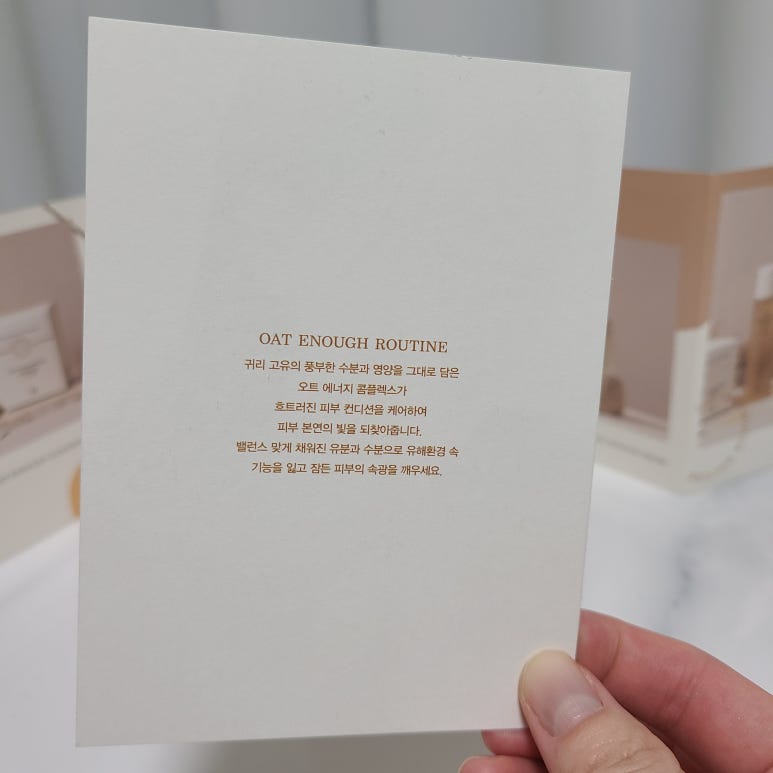 OAT ENOUGH ROUTINE
귀리 고유의 풍부한 수분과 영양을 그대로 담은
오트 에너지 콤플렉스가
흐트러진 피부 컨디션을 케어하여
피부 본연의 빛을 되찾아줍니다.
밸런스 맞게 채워진 유분과 수분으로 유해환경 속
기능을 잃고 잠든 피부의 속광을 깨우세요.